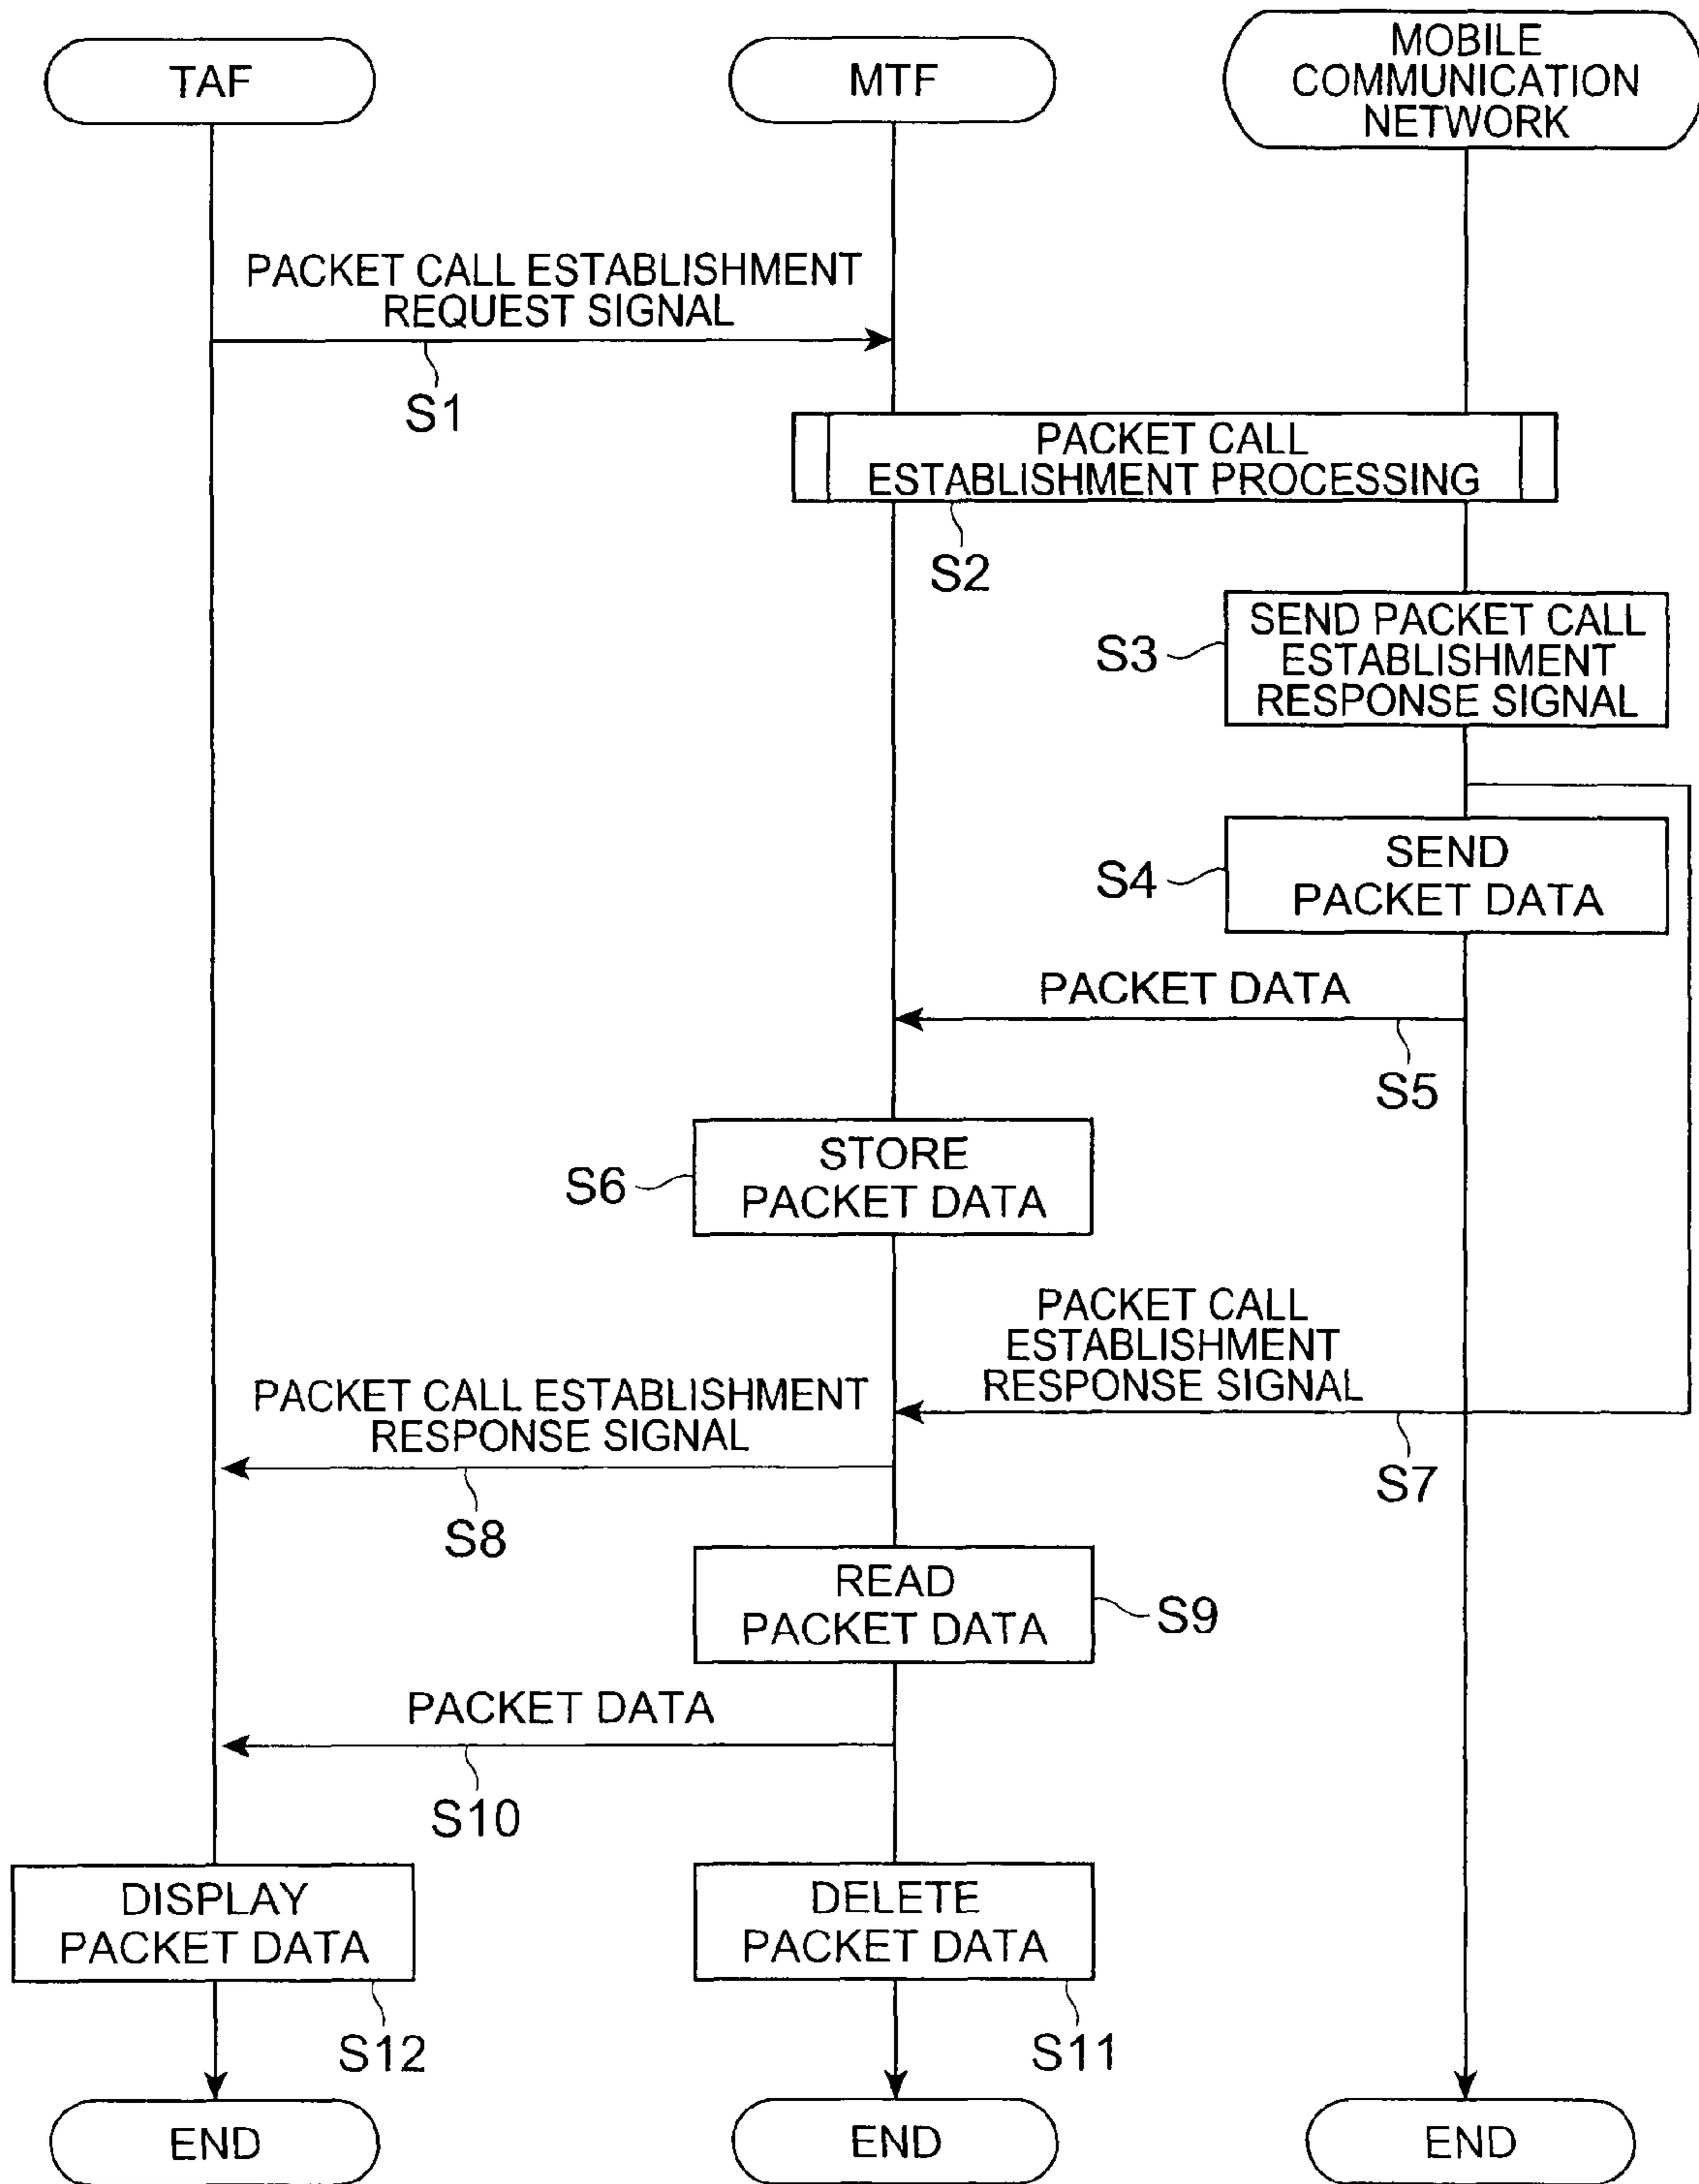 TAF
MTF
MOBILE
COMMUNICATION
NETWORK
PACKET CALL ESTABLISHMENT
REQUEST SIGNAL
S1
PACKET CALL
ESTABLISHMENT PROCESSING
S2
S3
SEND PACKET CALL
ESTABLISHMENT
RESPONSE SIGNAL
S4
SEND
PACKET DATA
PACKET DATA
S5
S6
STORE
PACKET DATA
PACKET CALL
ESTABLISHMENT
RESPONSE SIGNAL
S7
PACKET CALL ESTABLISHMENT
RESPONSE SIGNAL
S8
READ
PACKET DATA
S9
PACKET DATA
S10
DISPLAY
PACKET DATA
S12
DELETE
PACKET DATA
S11
END
END
END